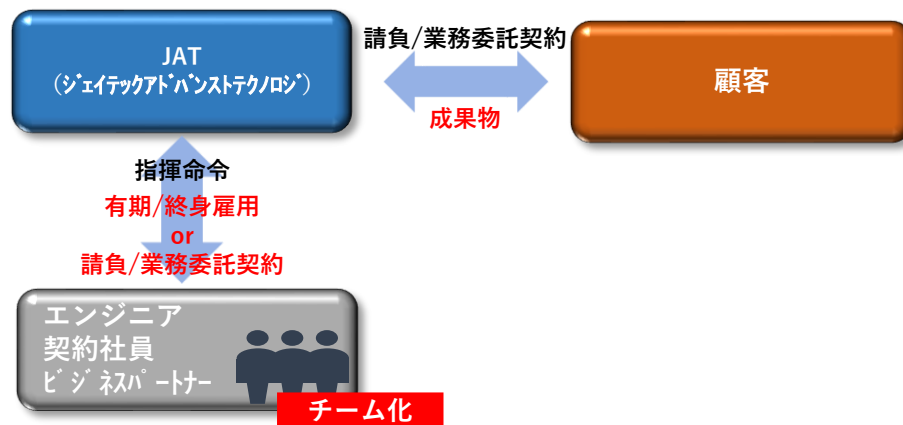 JAT
(ｼﾞｪｲﾃｯｸｱﾄﾞﾊﾞﾝｽﾄﾃｸﾉﾛｼﾞ)
請負/業務委託契約
成果物
顧客
指揮命令
有期/終身雇用
or
請負/業務委託契約
エンジニア
契約社員
ﾋﾞｼﾞﾈｽﾊﾟｰﾄﾅｰ
チーム化